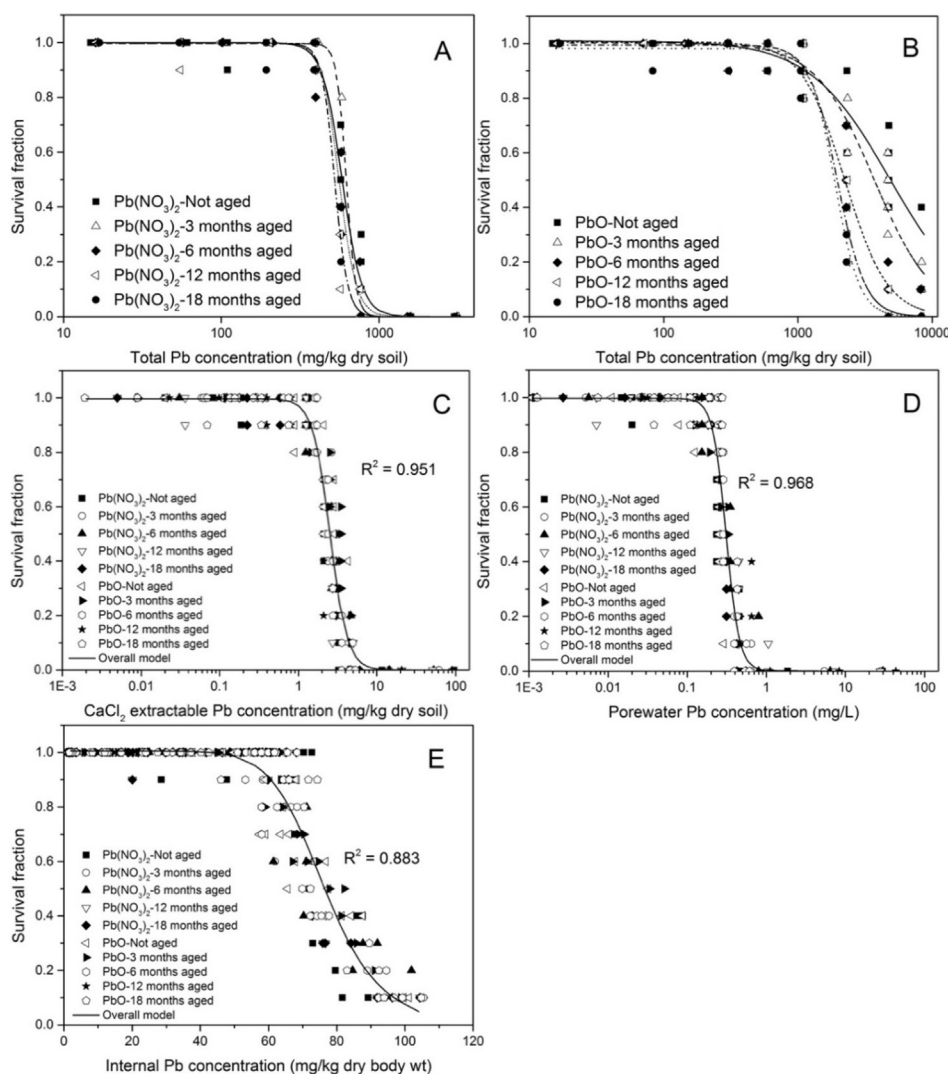 A
Survival fraction
1.0
0.8
0.6
0.4
0.2
0.0
Pb(NO₃)₂-Not aged
Pb(NO₃)₂-3 months aged
Pb(NO₃)₂-6 months aged
Pb(NO₃)₂-12 months aged
Pb(NO₃)₂-18 months aged
10 100 1000
Total Pb concentration (mg/kg dry soil)
B
Survival fraction
1.0
0.8
0.6
0.4
0.2
0.0
PbO-Not aged
PbO-3 months aged
PbO-6 months aged
PbO-12 months aged
PbO-18 months aged
10 100 1000 10000
Total Pb concentration (mg/kg dry soil)
C
Survival fraction
1.0
0.8
0.6
0.4
0.2
0.0
R² = 0.951
Pb(NO₃)₂-Not aged
Pb(NO₃)₂-3 months aged
Pb(NO₃)₂-6 months aged
Pb(NO₃)₂-12 months aged
Pb(NO₃)₂-18 months aged
PbO-Not aged
PbO-3 months aged
PbO-6 months aged
PbO-12 months aged
PbO-18 months aged
Overall model
1E-3 0.01 0.1 1 10 100
CaCl₂ extractable Pb concentration (mg/kg dry soil)
D
Survival fraction
1.0
0.8
0.6
0.4
0.2
0.0
R² = 0.968
Pb(NO₃)₂-Not aged
Pb(NO₃)₂-3 months aged
Pb(NO₃)₂-6 months aged
Pb(NO₃)₂-12 months aged
Pb(NO₃)₂-18 months aged
PbO-Not aged
PbO-3 months aged
PbO-6 months aged
PbO-12 months aged
PbO-18 months aged
Overall model
1E-3 0.01 0.1 1 10 100
Porewater Pb concentration (mg/L)
E
Survival fraction
1.0
0.8
0.6
0.4
0.2
0.0
R² = 0.883
Pb(NO₃)₂-Not aged
Pb(NO₃)₂-3 months aged
Pb(NO₃)₂-6 months aged
Pb(NO₃)₂-12 months aged
Pb(NO₃)₂-18 months aged
PbO-Not aged
PbO-3 months aged
PbO-6 months aged
PbO-12 months aged
PbO-18 months aged
Overall model
0 20 40 60 80 100 120
Internal Pb concentration (mg/kg dry body wt)